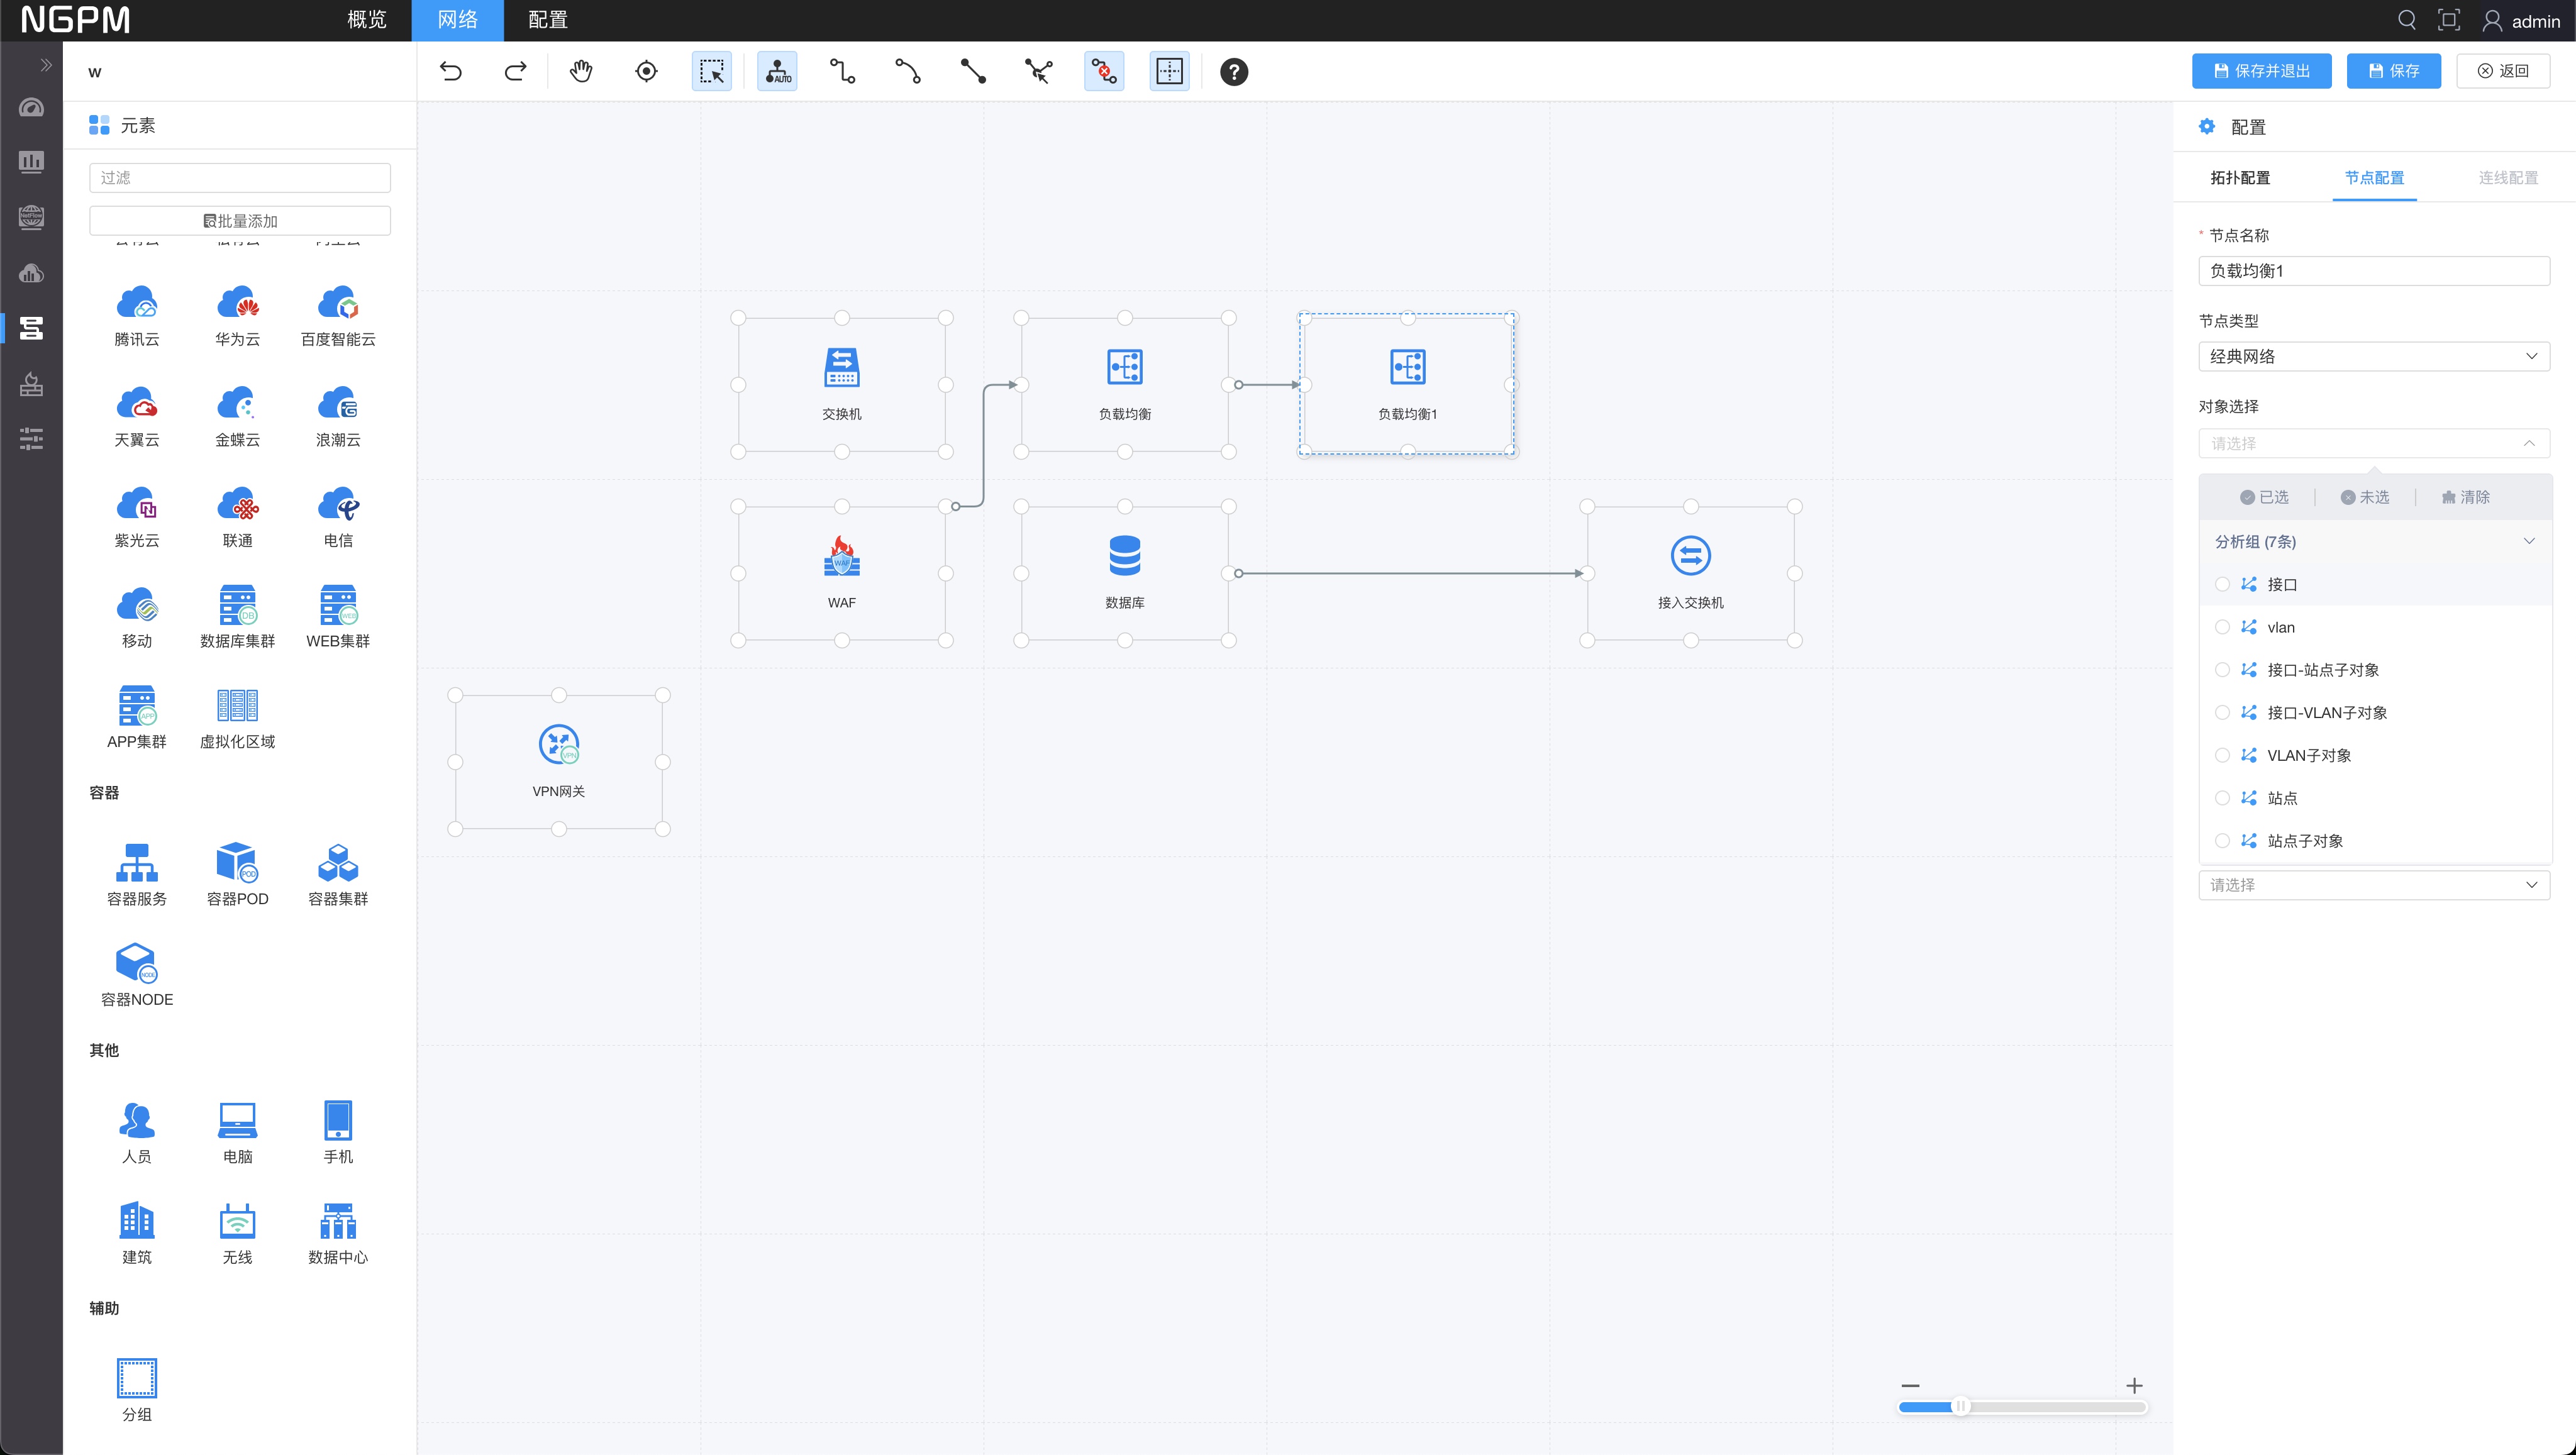 NGPM
概览
网络
配置
admin
w
AUTO
保存并退出
保存
返回
元素
过滤
批量添加
腾讯云
华为云
百度智能云
天翼云
金蝶云
浪潮云
紫光云
联通
电信
移动
数据库集群
WEB集群
APP集群
虚拟化区域
容器
容器服务
容器POD
容器集群
容器NODE
其他
人员
电脑
手机
建筑
无线
数据中心
辅助
分组
交换机
负载均衡
负载均衡1
WAF
WAF
数据库
接入交换机
VPN
VPN网关
配置
拓扑配置
节点配置
连线配置
* 节点名称
负载均衡1
节点类型
经典网络
对象选择
请选择
已选
未选
清除
分析组 (7条)
接口
vlan
接口-站点子对象
接口-VLAN子对象
VLAN子对象
站点
站点子对象
请选择